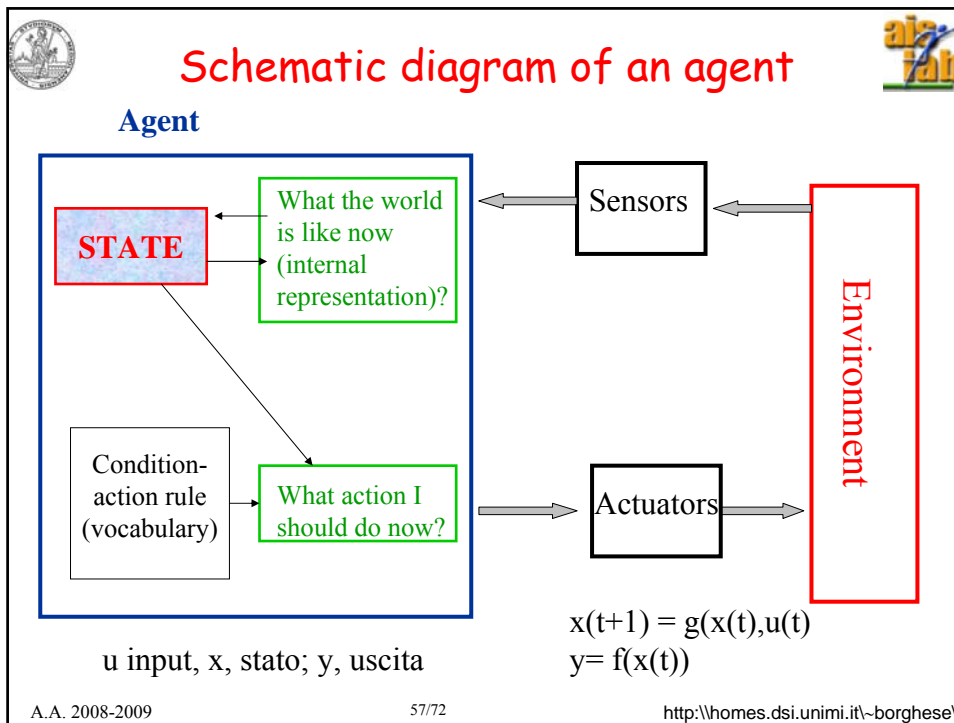 Schematic diagram of an agent
ais
lab
Agent
STATE
What the world
is like now
(internal
representation)?
Sensors
Environment
Condition-
action rule
(vocabulary)
What action I
should do now?
Actuators
x(t+1) = g(x(t),u(t)
y= f(x(t))
u input, x, stato; y, uscita
A.A. 2008-2009
57/72
http:\\homes.dsi.unimi.it\~borghese\